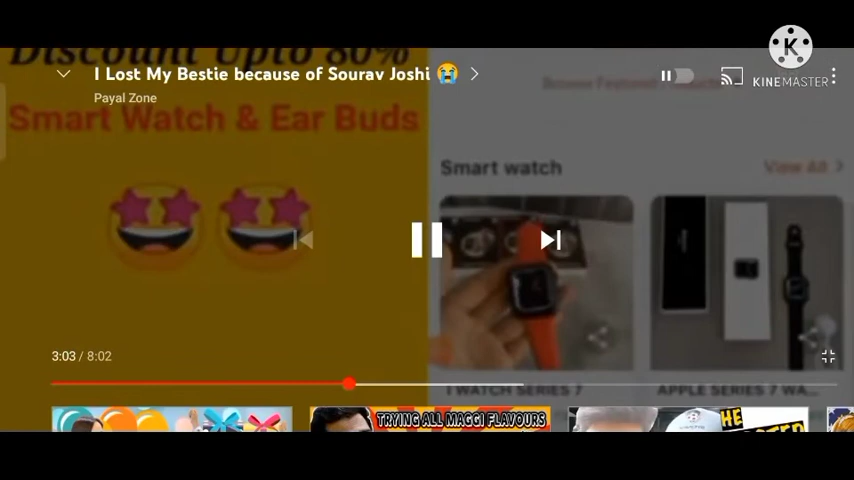 Discount Upto 80%
I Lost My Bestie because of Sourav Joshi 😭
Payal Zone
K
KINEMASTER
Smart Watch & Ear Buds
Smart watch
View All
3:03 / 8:02
I WATCH SERIES 7
APPLE SERIES 7 WA...
TRYING ALL MAGGI FLAVOURS
HE